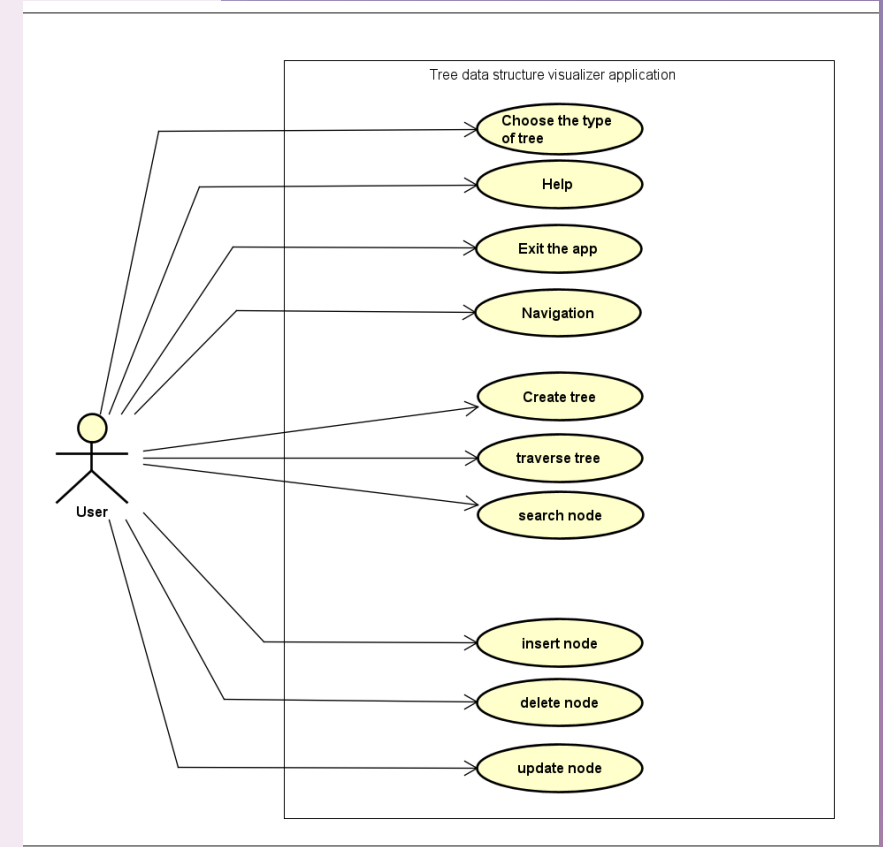 Tree data structure visualizer application
Choose the type
of tree
Help
Exit the app
Navigation
Create tree
traverse tree
search node
User
insert node
delete node
update node